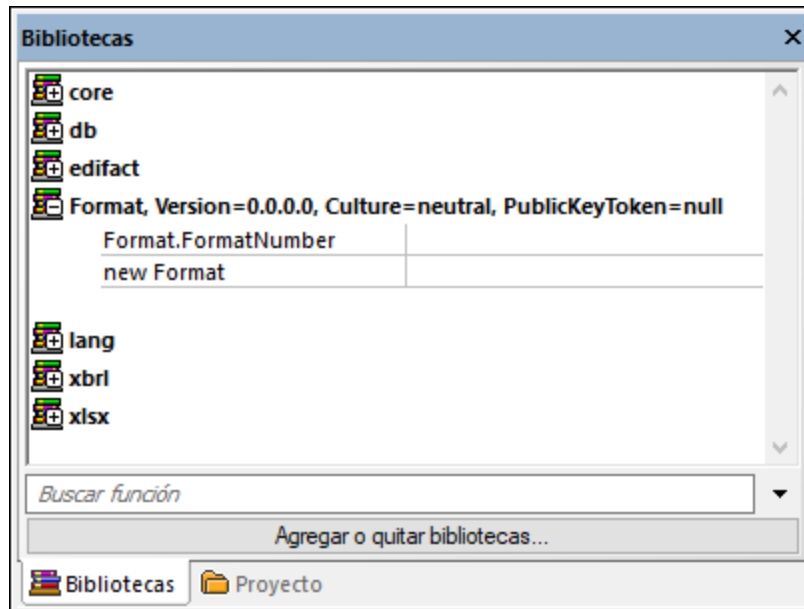 Bibliotecas
core
db
edifact
Format, Version=0.0.0.0, Culture=neutral, PublicKeyToken=null
Format.FormatNumber
new Format
lang
xbrl
xlsx
Buscar función
Agregar o quitar bibliotecas...
Bibliotecas Proyecto